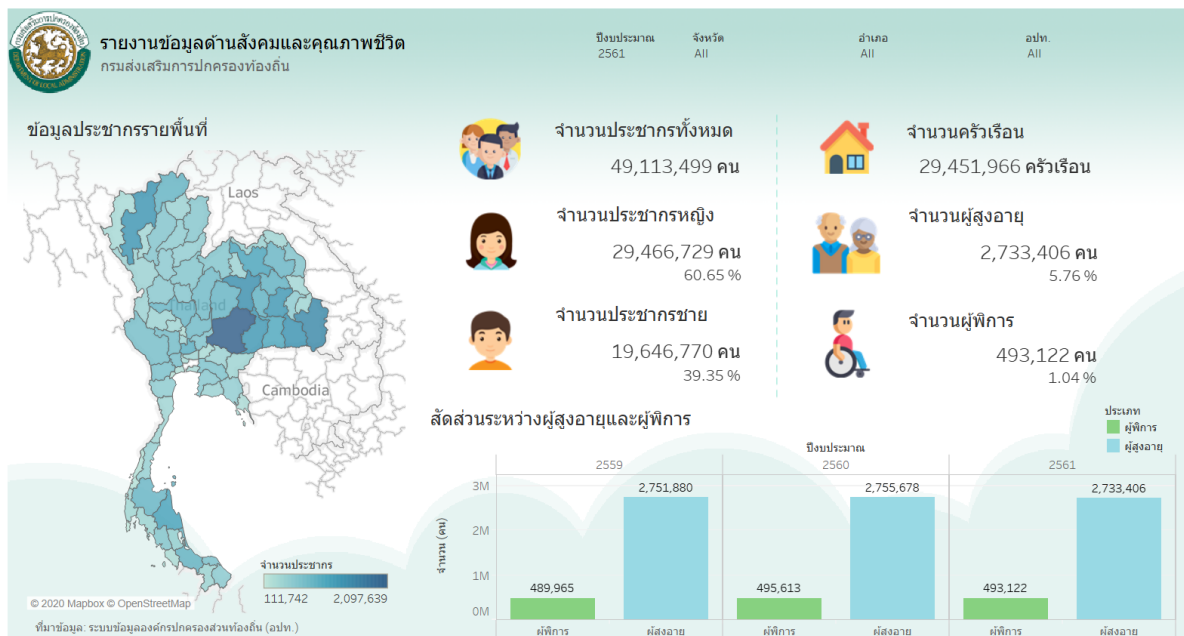 รายงานข้อมูลด้านสังคมและคุณภาพชีวิต
กรมส่งเสริมการปกครองท้องถิ่น
ปีงบประมาณ
2561
จังหวัด
All
อำเภอ
All
อปท.
All
ข้อมูลประชากรรายพื้นที่
Laos
Thailand
Cambodia
จำนวนประชากร
111,742 2,097,639
© 2020 Mapbox © OpenStreetMap
ที่มาข้อมูล: ระบบข้อมูลองค์กรปกครองส่วนท้องถิ่น (อปท.)
จำนวนประชากรทั้งหมด
49,113,499 คน
จำนวนประชากรหญิง
29,466,729 คน
60.65 %
จำนวนประชากรชาย
19,646,770 คน
39.35 %
จำนวนครัวเรือน
29,451,966 ครัวเรือน
จำนวนผู้สูงอายุ
2,733,406 คน
5.76 %
จำนวนผู้พิการ
493,122 คน
1.04 %
สัดส่วนระหว่างผู้สูงอายุและผู้พิการ
ประเภท
ผู้พิการ
ผู้สูงอายุ
ปีงบประมาณ
2559 2560 2561
จำนวน (คน)
3M
2M
1M
0M
489,965 2,751,880 495,613 2,755,678 493,122 2,733,406
ผู้พิการ ผู้สูงอายุ ผู้พิการ ผู้สูงอายุ ผู้พิการ ผู้สูงอายุ